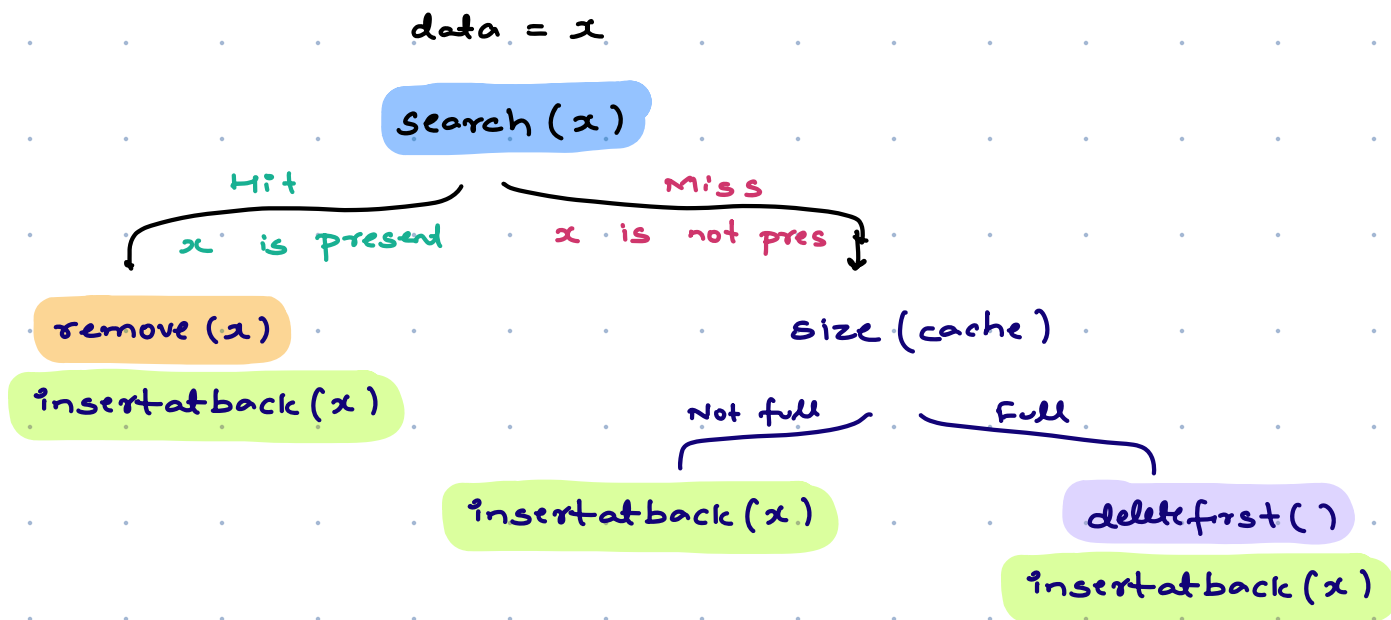 data = x
search (x)
Hit
Miss
x is present
x is not pres
remove (x)
size (cache)
insertatback (x)
Not full
Full
insertatback (x)
deletefirst( )
insertatback (x)